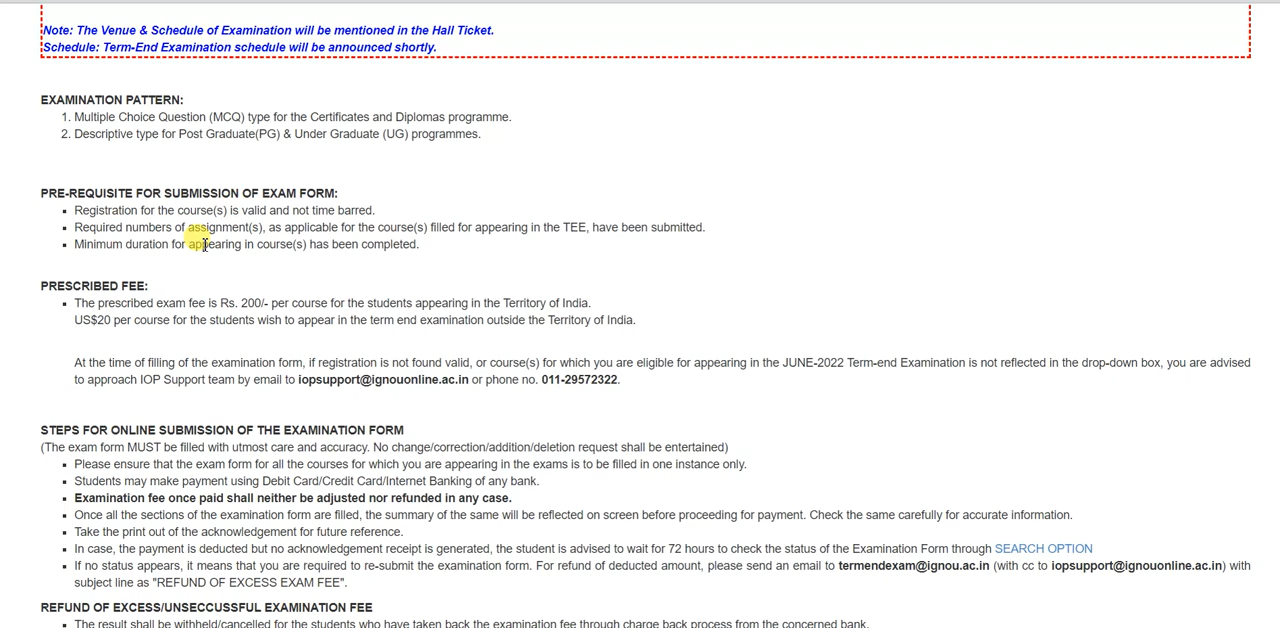 Note: The Venue & Schedule of Examination will be mentioned in the Hall Ticket.
Schedule: Term-End Examination schedule will be announced shortly.
EXAMINATION PATTERN:
1. Multiple Choice Question (MCQ) type for the Certificates and Diplomas programme.
2. Descriptive type for Post Graduate(PG) & Under Graduate (UG) programmes.
PRE-REQUISITE FOR SUBMISSION OF EXAM FORM:
Registration for the course(s) is valid and not time barred.
Required numbers of assignment(s), as applicable for the course(s) filled for appearing in the TEE, have been submitted.
Minimum duration for appearing in course(s) has been completed.
PRESCRIBED FEE:
The prescribed exam fee is Rs. 200/- per course for the students appearing in the Territory of India.
US$20 per course for the students wish to appear in the term end examination outside the Territory of India.
At the time of filling of the examination form, if registration is not found valid, or course(s) for which you are eligible for appearing in the JUNE-2022 Term-end Examination is not reflected in the drop-down box, you are advised
to approach IOP Support team by email to iopsupport@ignouonline.ac.in or phone no. 011-29572322.
STEPS FOR ONLINE SUBMISSION OF THE EXAMINATION FORM
(The exam form MUST be filled with utmost care and accuracy. No change/correction/addition/deletion request shall be entertained)
Please ensure that the exam form for all the courses for which you are appearing in the exams is to be filled in one instance only.
Students may make payment using Debit Card/Credit Card/Internet Banking of any bank.
Examination fee once paid shall neither be adjusted nor refunded in any case.
Once all the sections of the examination form are filled, the summary of the same will be reflected on screen before proceeding for payment. Check the same carefully for accurate information.
Take the print out of the acknowledgement for future reference.
In case, the payment is deducted but no acknowledgement receipt is generated, the student is advised to wait for 72 hours to check the status of the Examination Form through SEARCH OPTION
If no status appears, it means that you are required to re-submit the examination form. For refund of deducted amount, please send an email to termendexam@ignou.ac.in (with cc to iopsupport@ignouonline.ac.in) with
subject line as "REFUND OF EXCESS EXAM FEE".
REFUND OF EXCESS/UNSECCUSSFUL EXAMINATION FEE
The result shall be withheld/cancelled for the students who have taken back the examination fee through charge back process from the concerned bank.